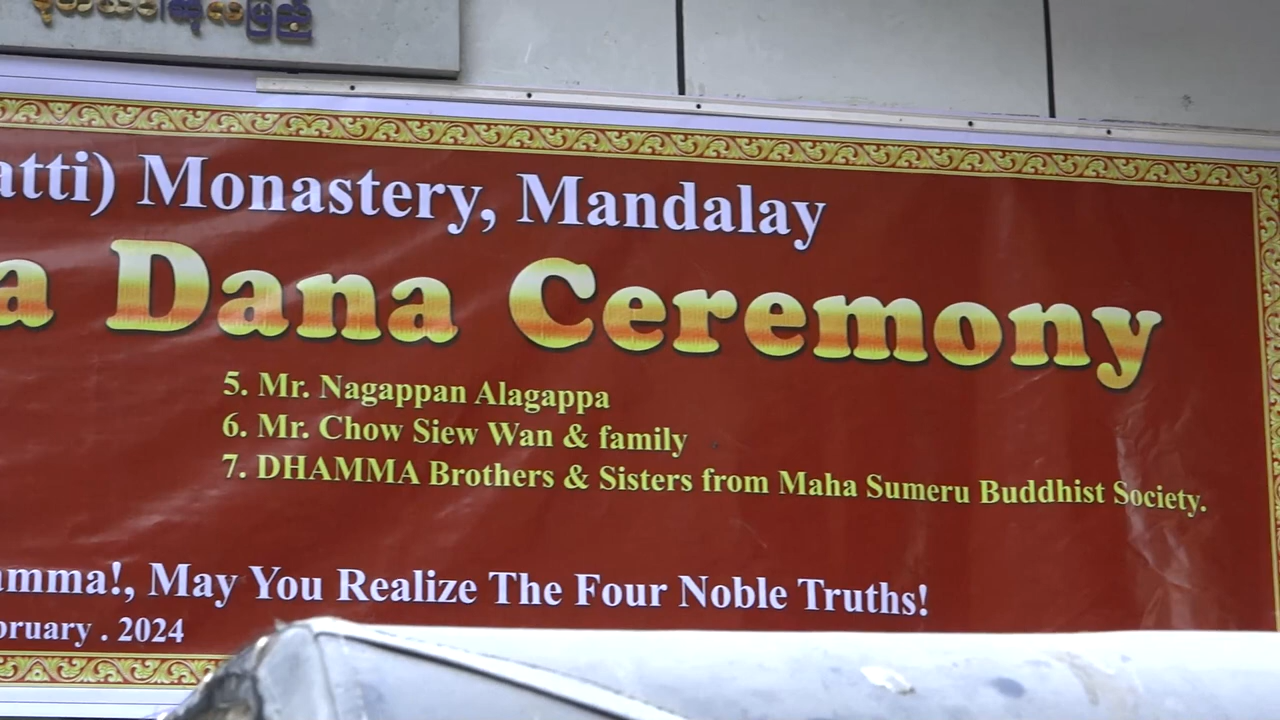 atti) Monastery, Mandalay
a Dana Ceremony
5. Mr. Nagappan Alagappa
6. Mr. Chow Siew Wan & family
7. DHAMMA Brothers & Sisters from Maha Sumeru Buddhist Society.
amma!, May You Realize The Four Noble Truths!
bruary . 2024